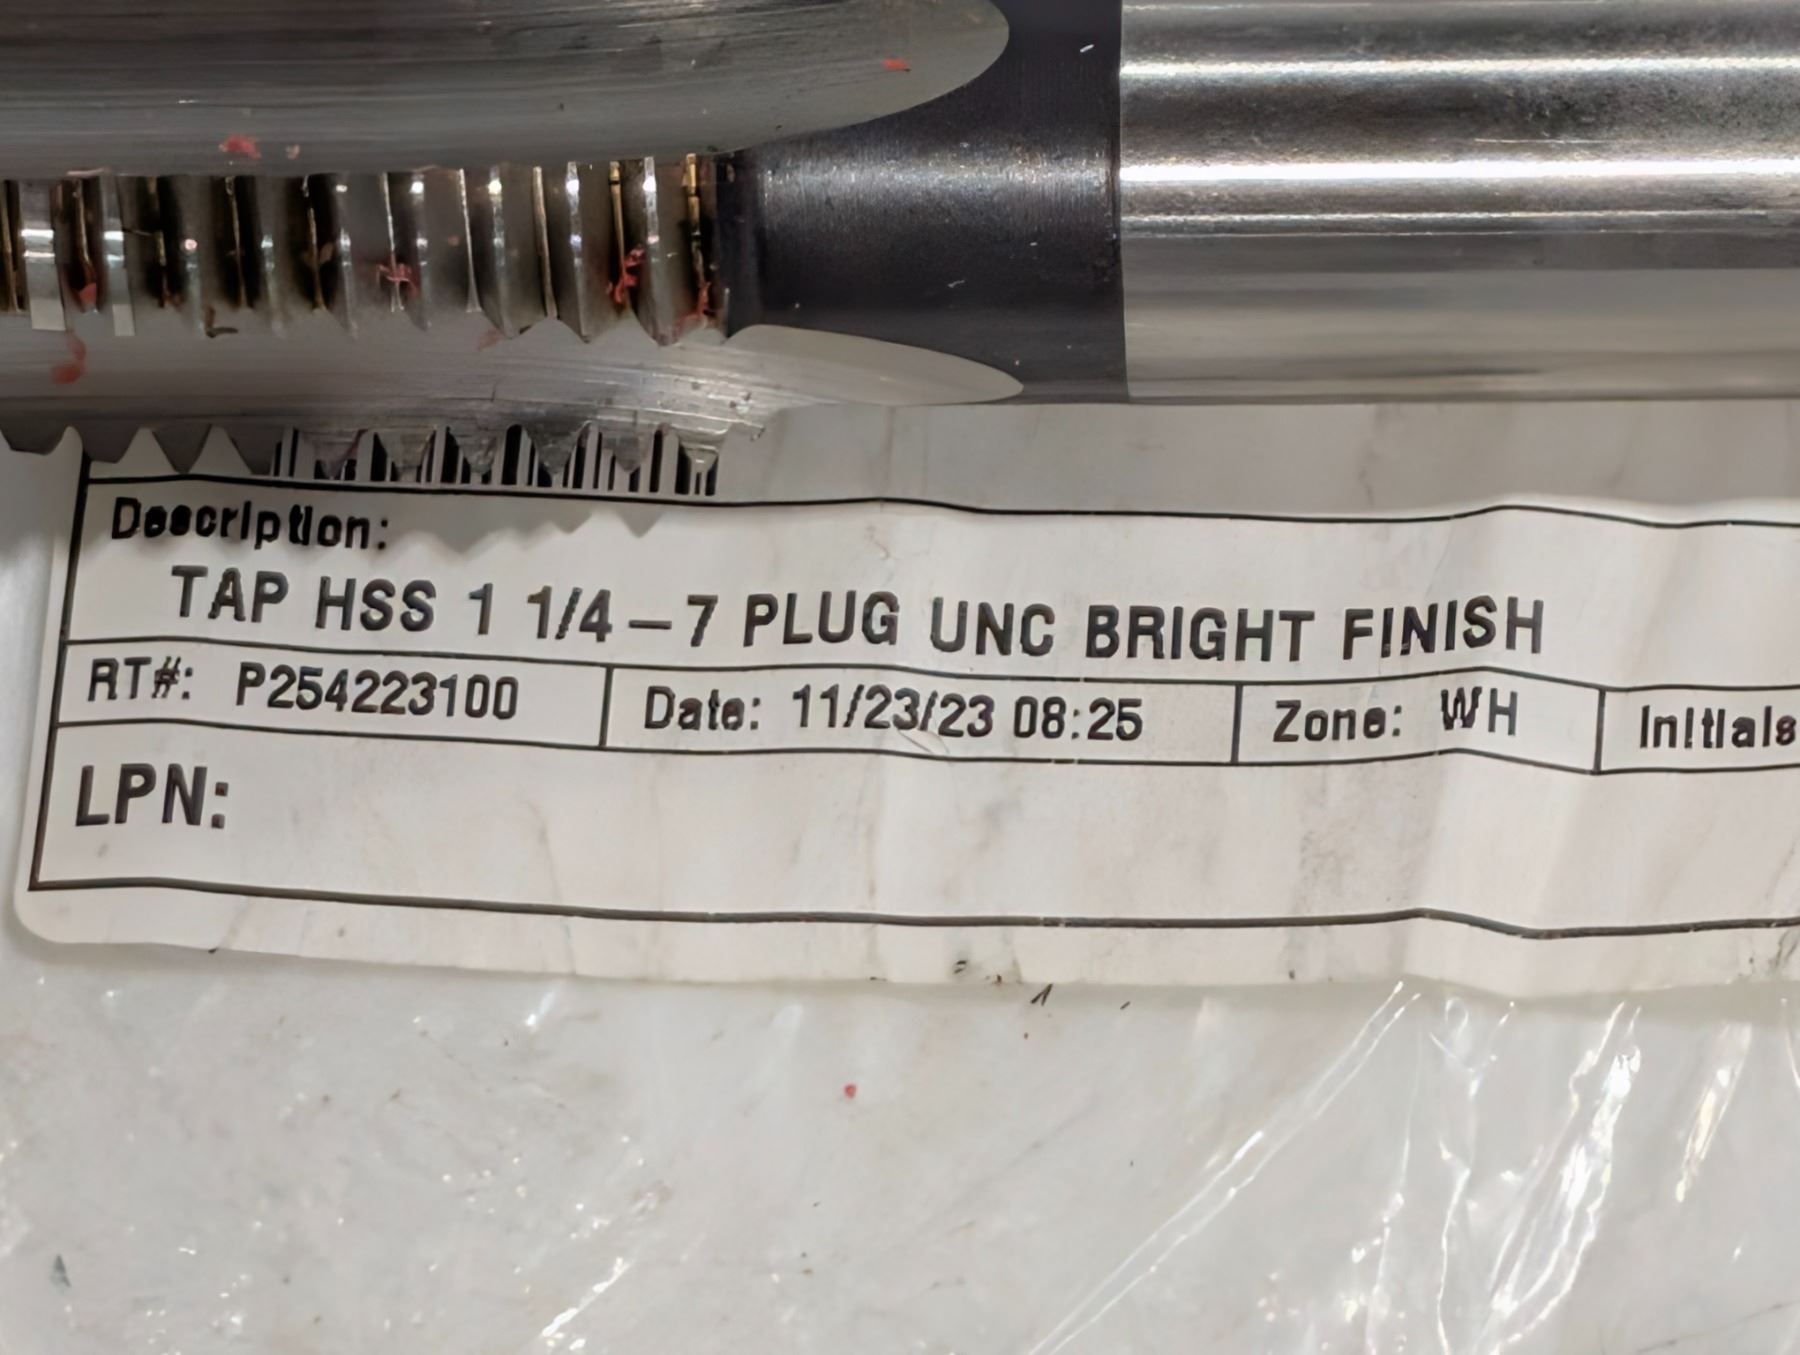 Description:
TAP HSS 1 1/4-7 PLUG UNC BRIGHT FINISH
RT#: P254223100 Date: 11/23/23 08:25 Zone: WH Initials
LPN: